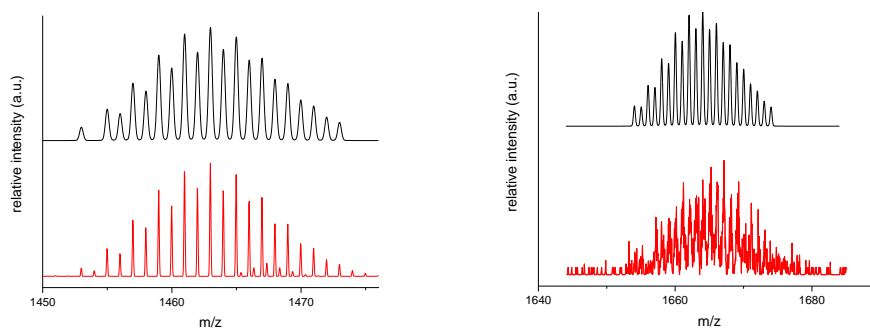 relative intensity (a.u.)
1450
1460
1470
m/z
relative intensity (a.u.)
1640
1660
1680
m/z